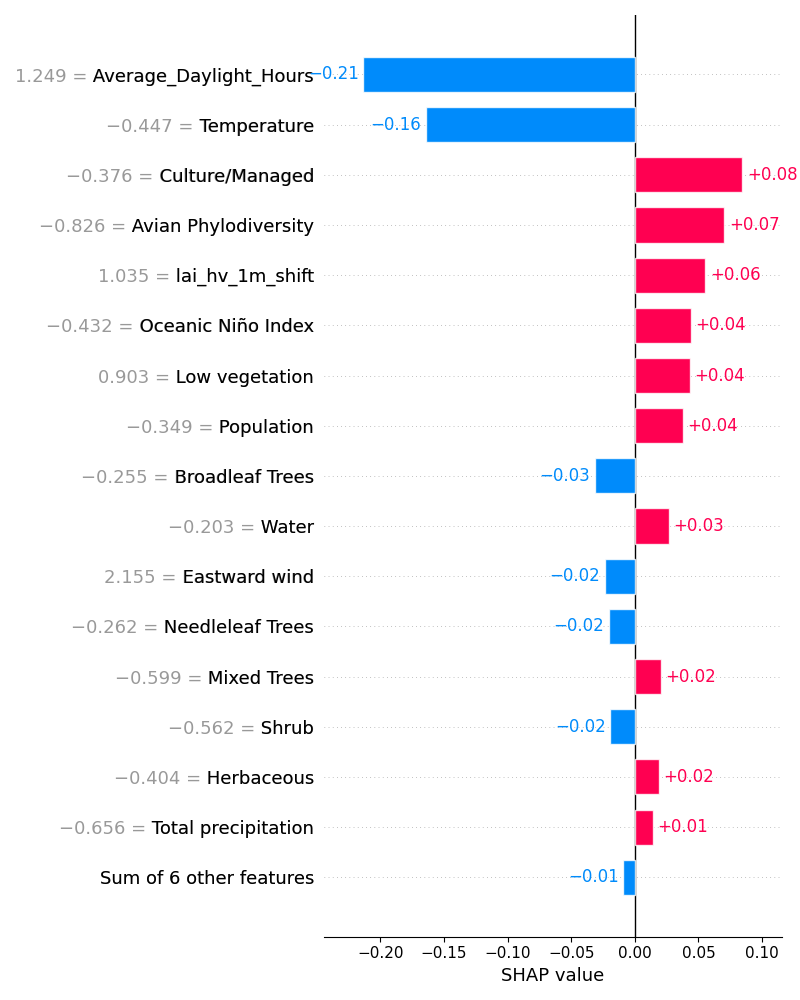 1.249 = Average_Daylight_Hours −0.21
−0.447 = Temperature −0.16
−0.376 = Culture/Managed +0.08
−0.826 = Avian Phylodiversity +0.07
1.035 = lai_hv_1m_shift +0.06
−0.432 = Oceanic Niño Index +0.04
0.903 = Low vegetation +0.04
−0.349 = Population +0.04
−0.255 = Broadleaf Trees −0.03
−0.203 = Water +0.03
2.155 = Eastward wind −0.02
−0.262 = Needleleaf Trees −0.02
−0.599 = Mixed Trees +0.02
−0.562 = Shrub −0.02
−0.404 = Herbaceous +0.02
−0.656 = Total precipitation +0.01
Sum of 6 other features −0.01
−0.20 −0.15 −0.10 −0.05 0.00 0.05 0.10
SHAP value